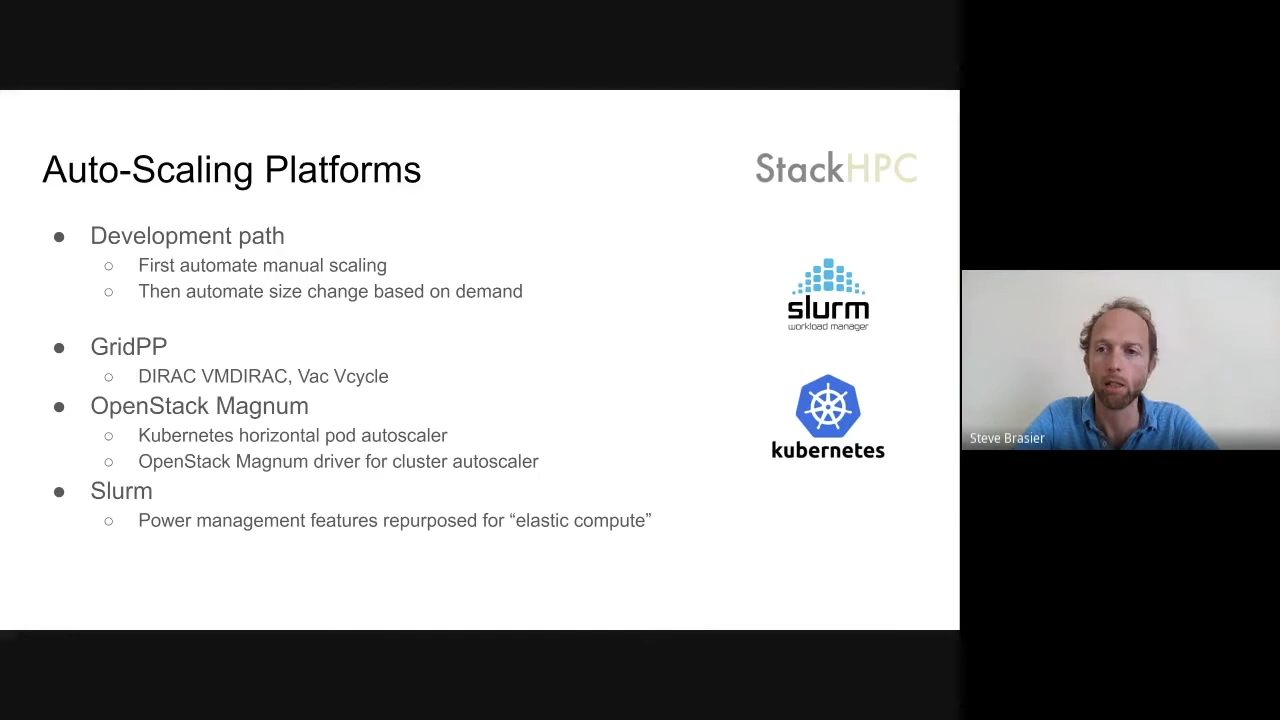 Auto-Scaling Platforms
StackHPC
● Development path
○ First automate manual scaling
○ Then automate size change based on demand
● GridPP
○ DIRAC VMDIRAC, Vac Vcycle
● OpenStack Magnum
○ Kubernetes horizontal pod autoscaler
○ OpenStack Magnum driver for cluster autoscaler
● Slurm
○ Power management features repurposed for “elastic compute”
slurm
workload manager
kubernetes
Steve Brasier